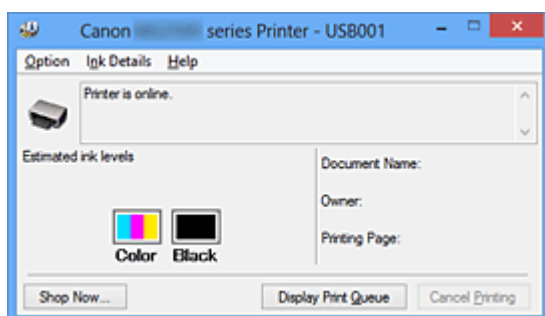 Canon series Printer - USB001
Option Ink Details Help
Printer is online.
Estimated ink levels
Document Name:
Owner:
Printing Page:
Color Black
Shop Now... Display Print Queue Cancel Printing